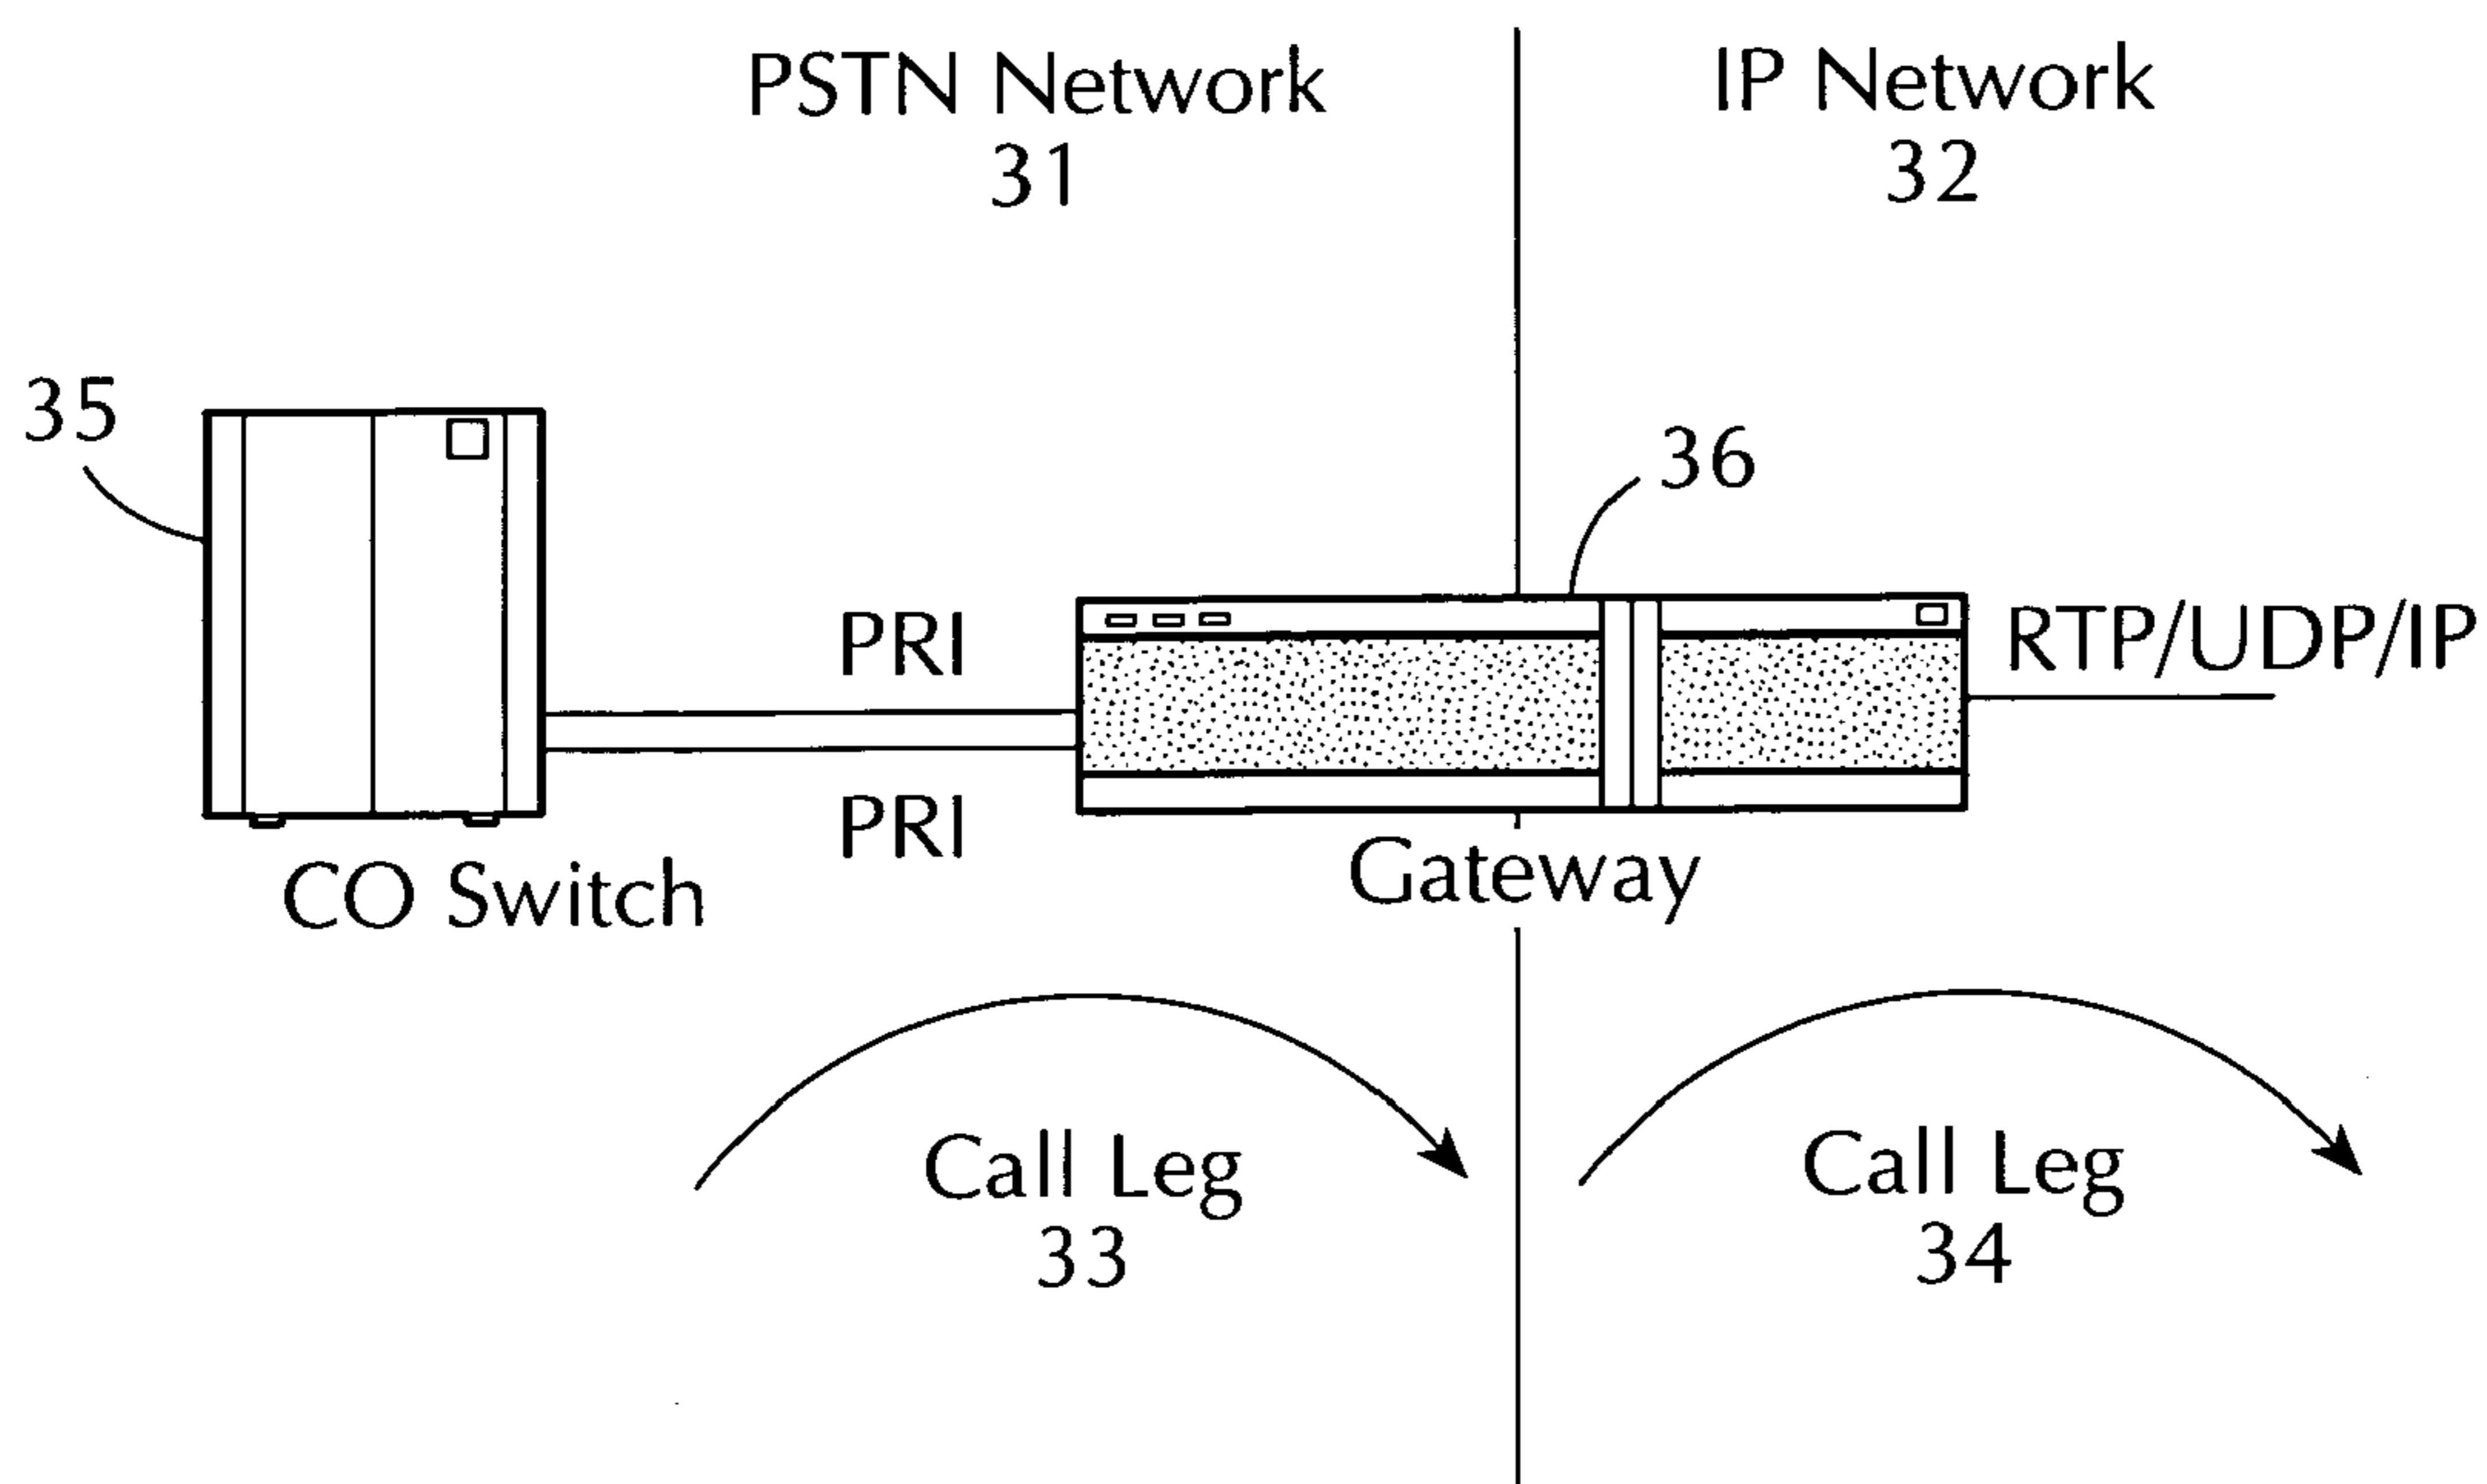 PSTN Network
31
IP Network
32
35
36
PRI
RTP/UDP/IP
PRI
CO Switch
Gateway
Call Leg
33
Call Leg
34